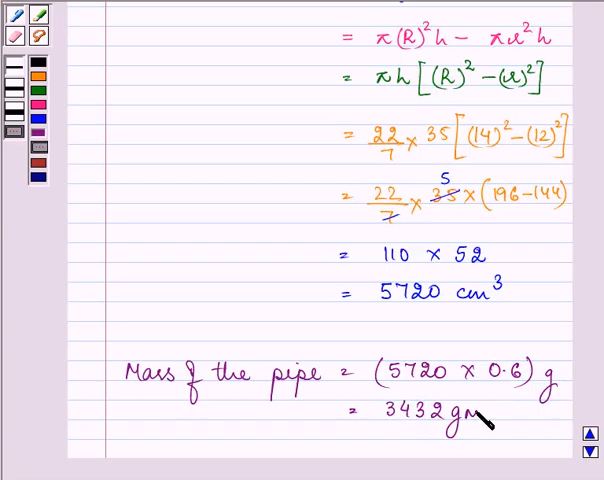 = π(R)²h - πr²h
= πh[(R)² - (r)²]
= 22/7 × 35[(14)² - (12)²]
= 22/7 × 35 5 × (196 - 144)
= 110 × 52
= 5720 cm³
Mass of the pipe = (5720 × 0.6) g
= 3432 gm